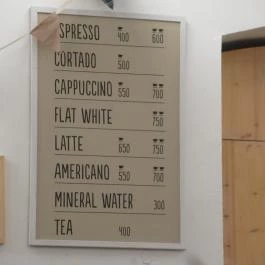 ESPRESSO 400 600
CORTADO 500
CAPPUCCINO 550 700
FLAT WHITE 750
LATTE 650 750
AMERICANO 550 700
MINERAL WATER 300
TEA 400